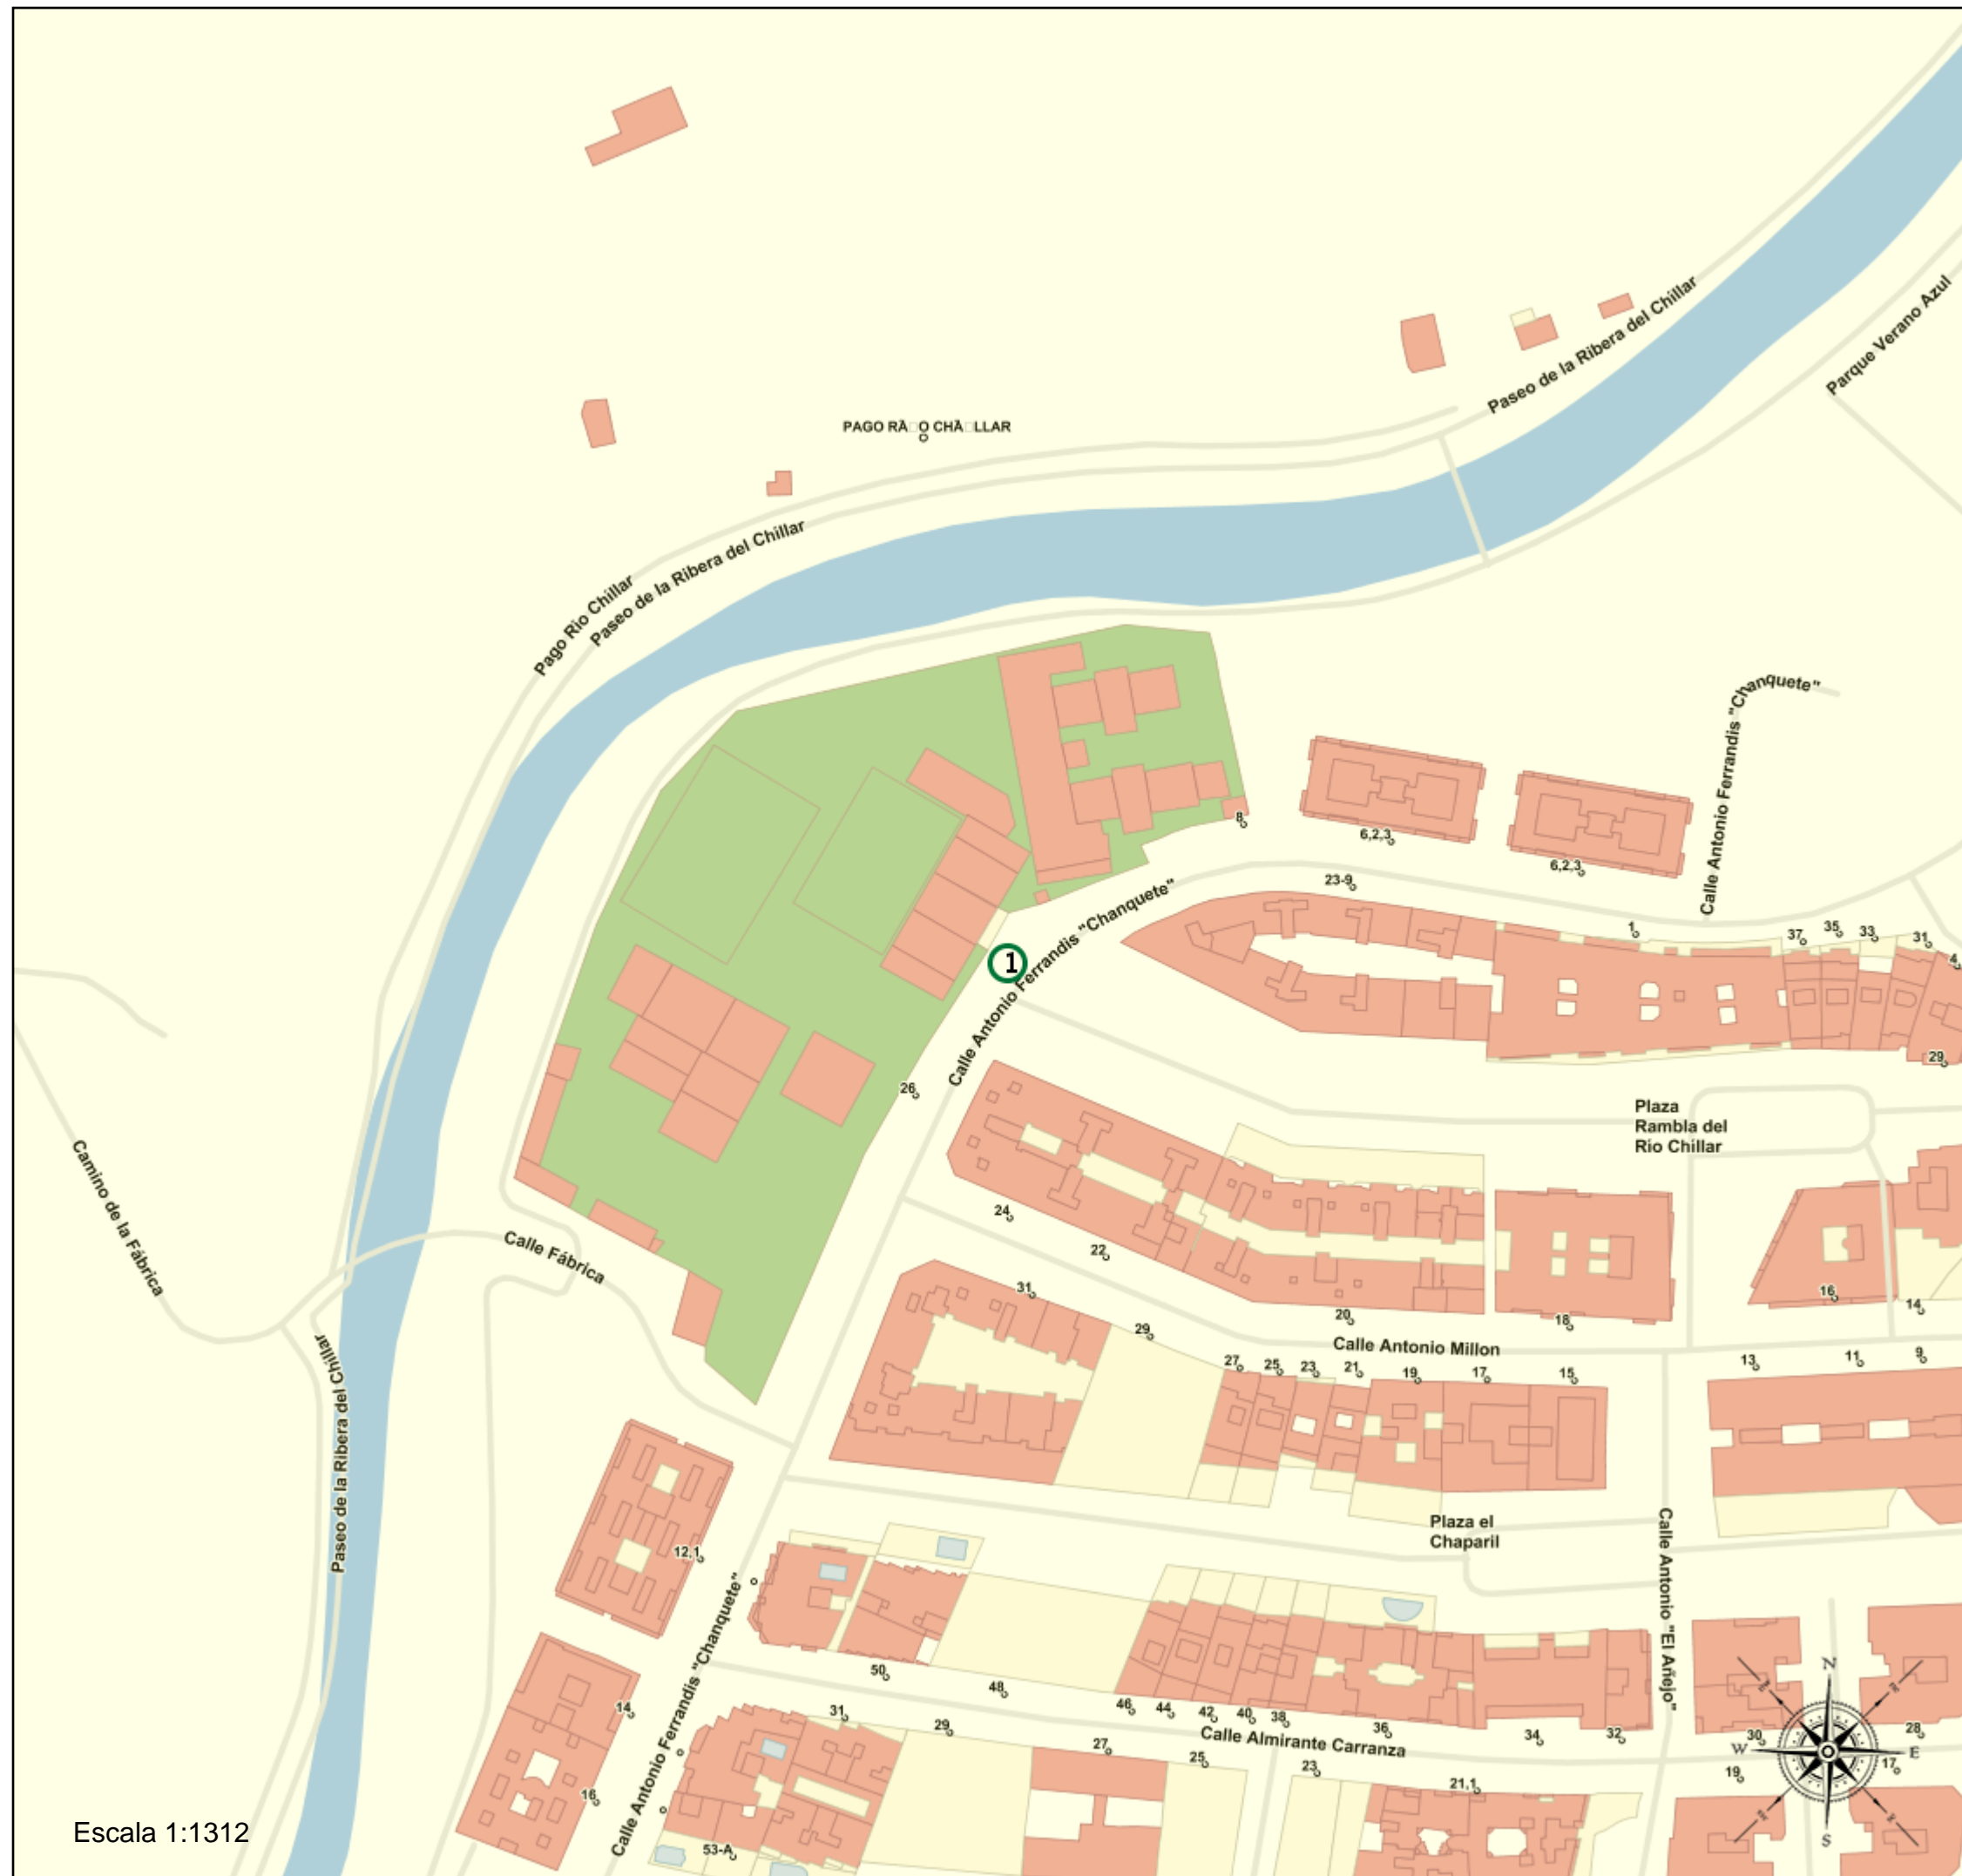 Paseo de la Ribera del Chillar
Parque Verano Azul
Paseo de la Ribera del Chillar
Pago Rio Chillar
Calle Antonio Ferrandis "Chanquete"
8
6,2,3
6,2,3
23-9
1
37
35
33
31
4
29
1
Calle Antonio Ferrandis "Chanquete"
26
Plaza
Rambla del
Rio Chillar
Camino de la Fábrica
Calle Fábrica
24
22
20
18
16
14
31
29
Calle Antonio Millon
27
25
23
21
19
17
15
13
11
9
Paseo de la Ribera del Chillar
Plaza el
Chaparil
Calle Antonio "El Añejo"
12,1
Calle Antonio Ferrandis "Chanquete"
50
48
46
44
42
40
38
36
34
32
30
28
Calle Almirante Carranza
14
16
31
29
27
25
23
21,1
19
17
53-A
N
W
E
S
Escala 1:1312